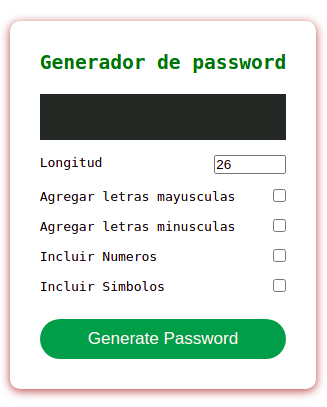 Generador de password
Longitud 26
Agregar letras mayusculas
Agregar letras minusculas
Incluir Numeros
Incluir Simbolos
Generate Password